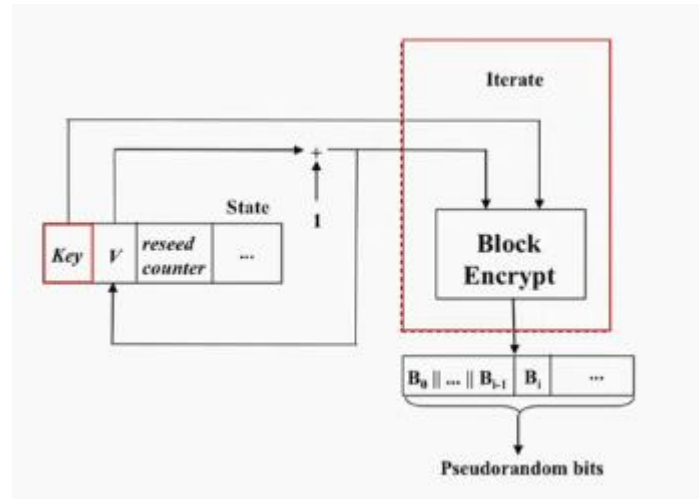 Iterate
+
1
State
Key
V
reseed
counter
...
Block
Encrypt
B₀ || ... || Bᵢ₋₁
Bᵢ
...
Pseudorandom bits